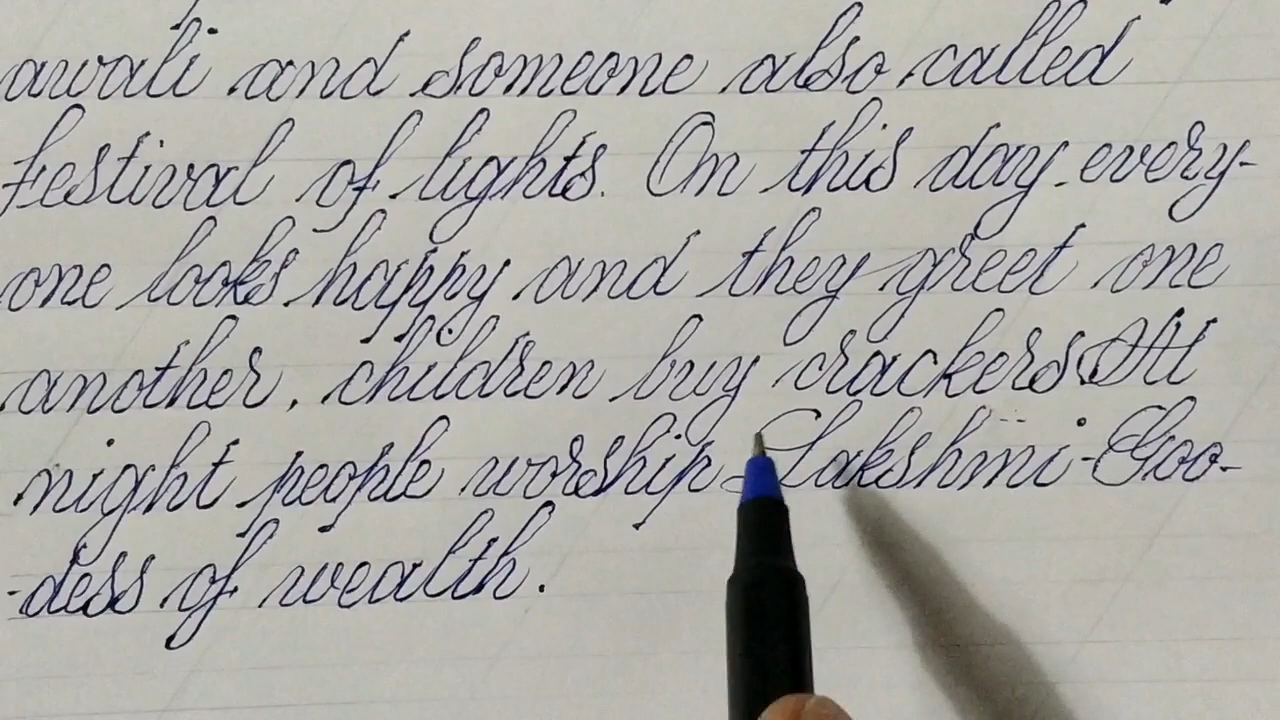 awali and someone also called
Festival of lights. On this day every-
one looks happy and they greet one
another, children buy crackers At
night people worship Lakshmi-Goo-
-dess of wealth.